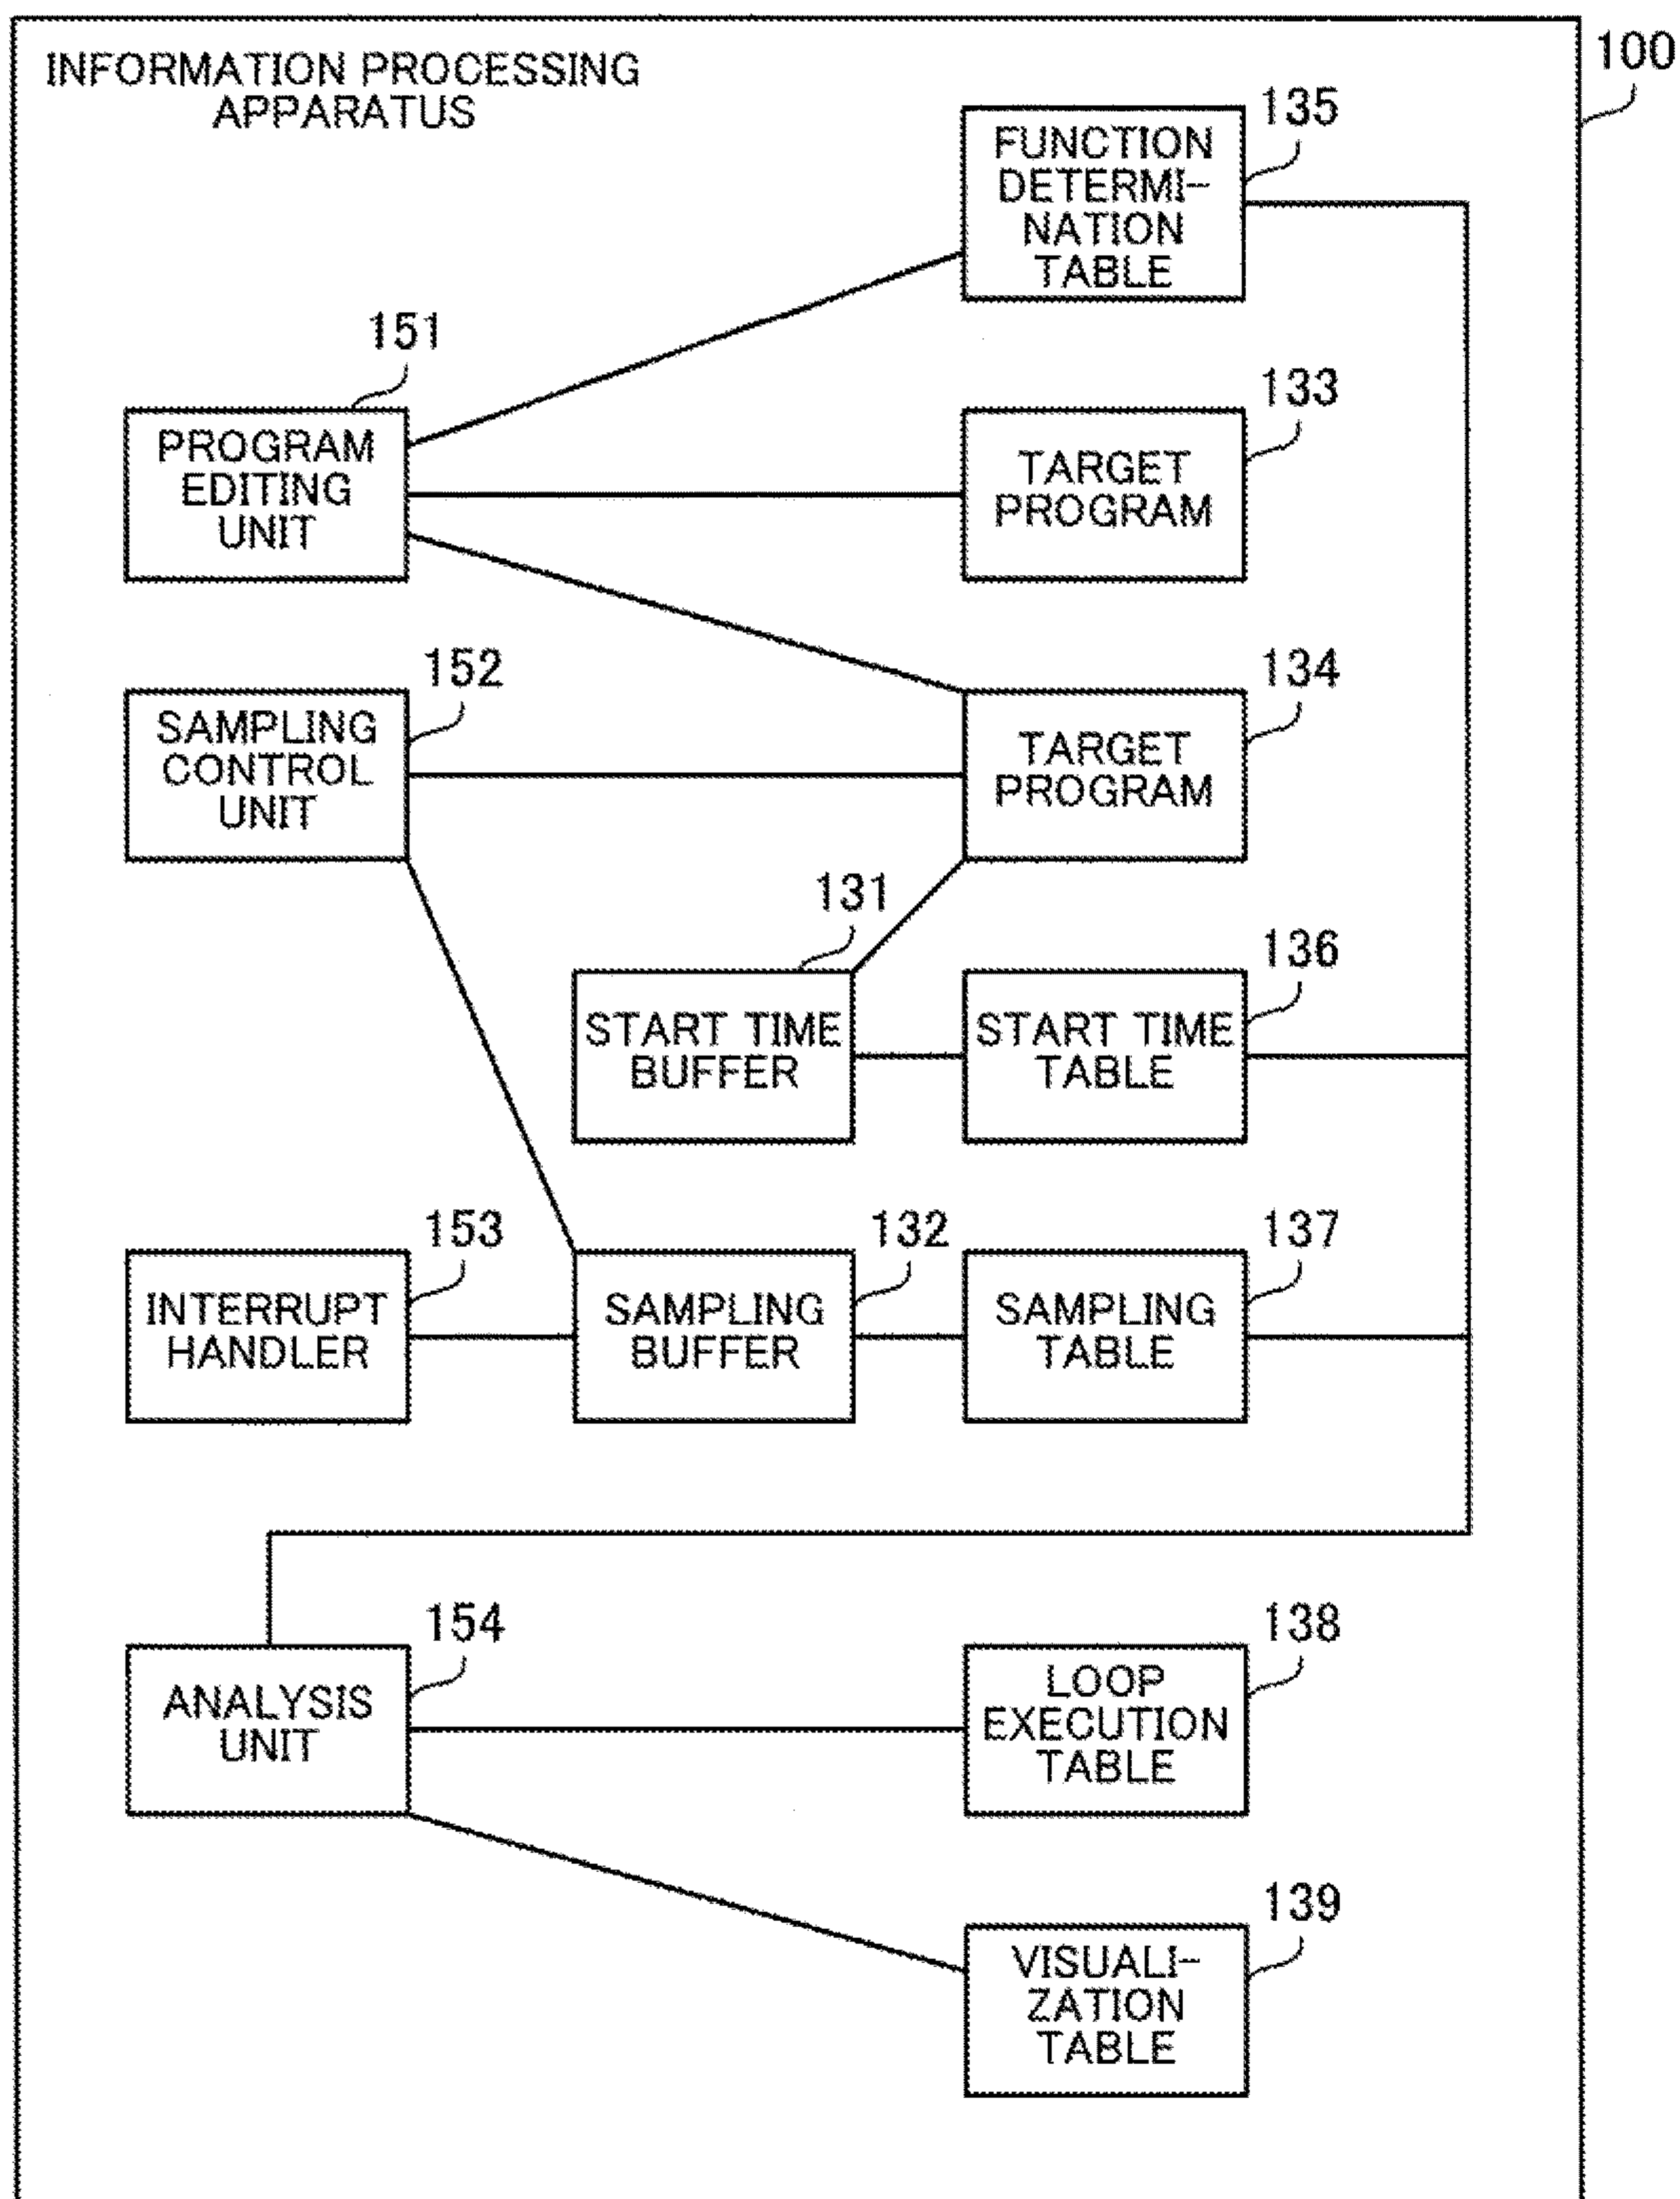 100
INFORMATION PROCESSING
APPARATUS
135
FUNCTION
DETERMI-
NATION
TABLE
151
PROGRAM
EDITING
UNIT
133
TARGET
PROGRAM
152
SAMPLING
CONTROL
UNIT
134
TARGET
PROGRAM
131
START TIME
BUFFER
136
START TIME
TABLE
153
INTERRUPT
HANDLER
132
SAMPLING
BUFFER
137
SAMPLING
TABLE
154
ANALYSIS
UNIT
138
LOOP
EXECUTION
TABLE
139
VISUALI-
ZATION
TABLE